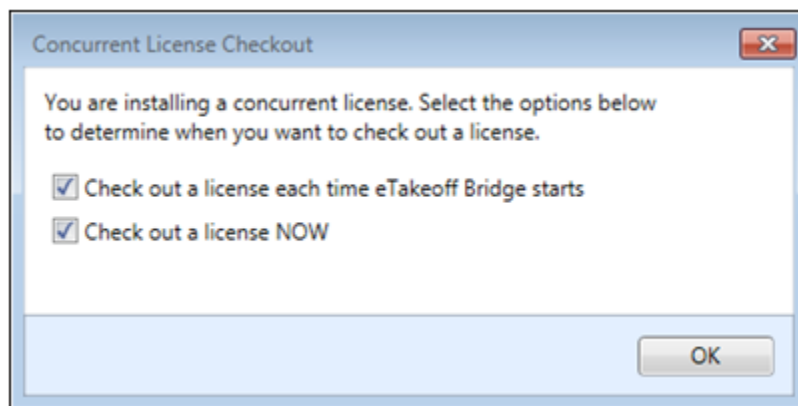 Concurrent License Checkout
You are installing a concurrent license. Select the options below
to determine when you want to check out a license.
Check out a license each time eTakeoff Bridge starts
Check out a license NOW
OK